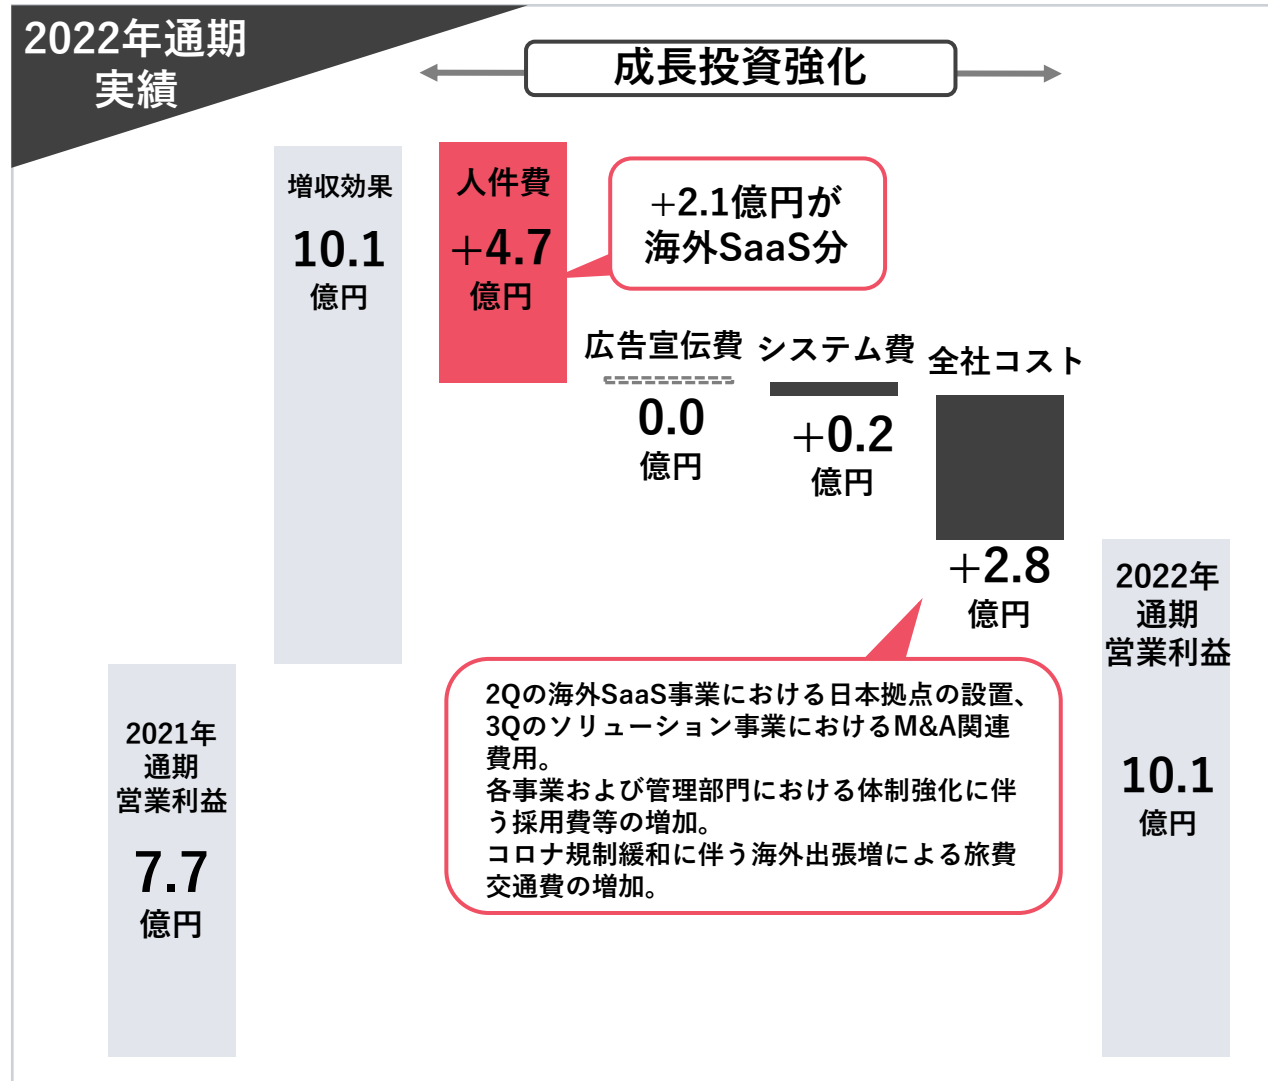 2022年通期
実績
成長投資強化
増収効果
10.1
億円
人件費
+4.7
億円
+2.1億円が
海外SaaS分
広告宣伝費
0.0
億円
システム費
+0.2
億円
全社コスト
+2.8
億円
2022年
通期
営業利益
10.1
億円
2021年
通期
営業利益
7.7
億円
2Qの海外SaaS事業における日本拠点の設置、
3Qのソリューション事業におけるM&A関連
費用。
各事業および管理部門における体制強化に伴
う採用費等の増加。
コロナ規制緩和に伴う海外出張増による旅費
交通費の増加。